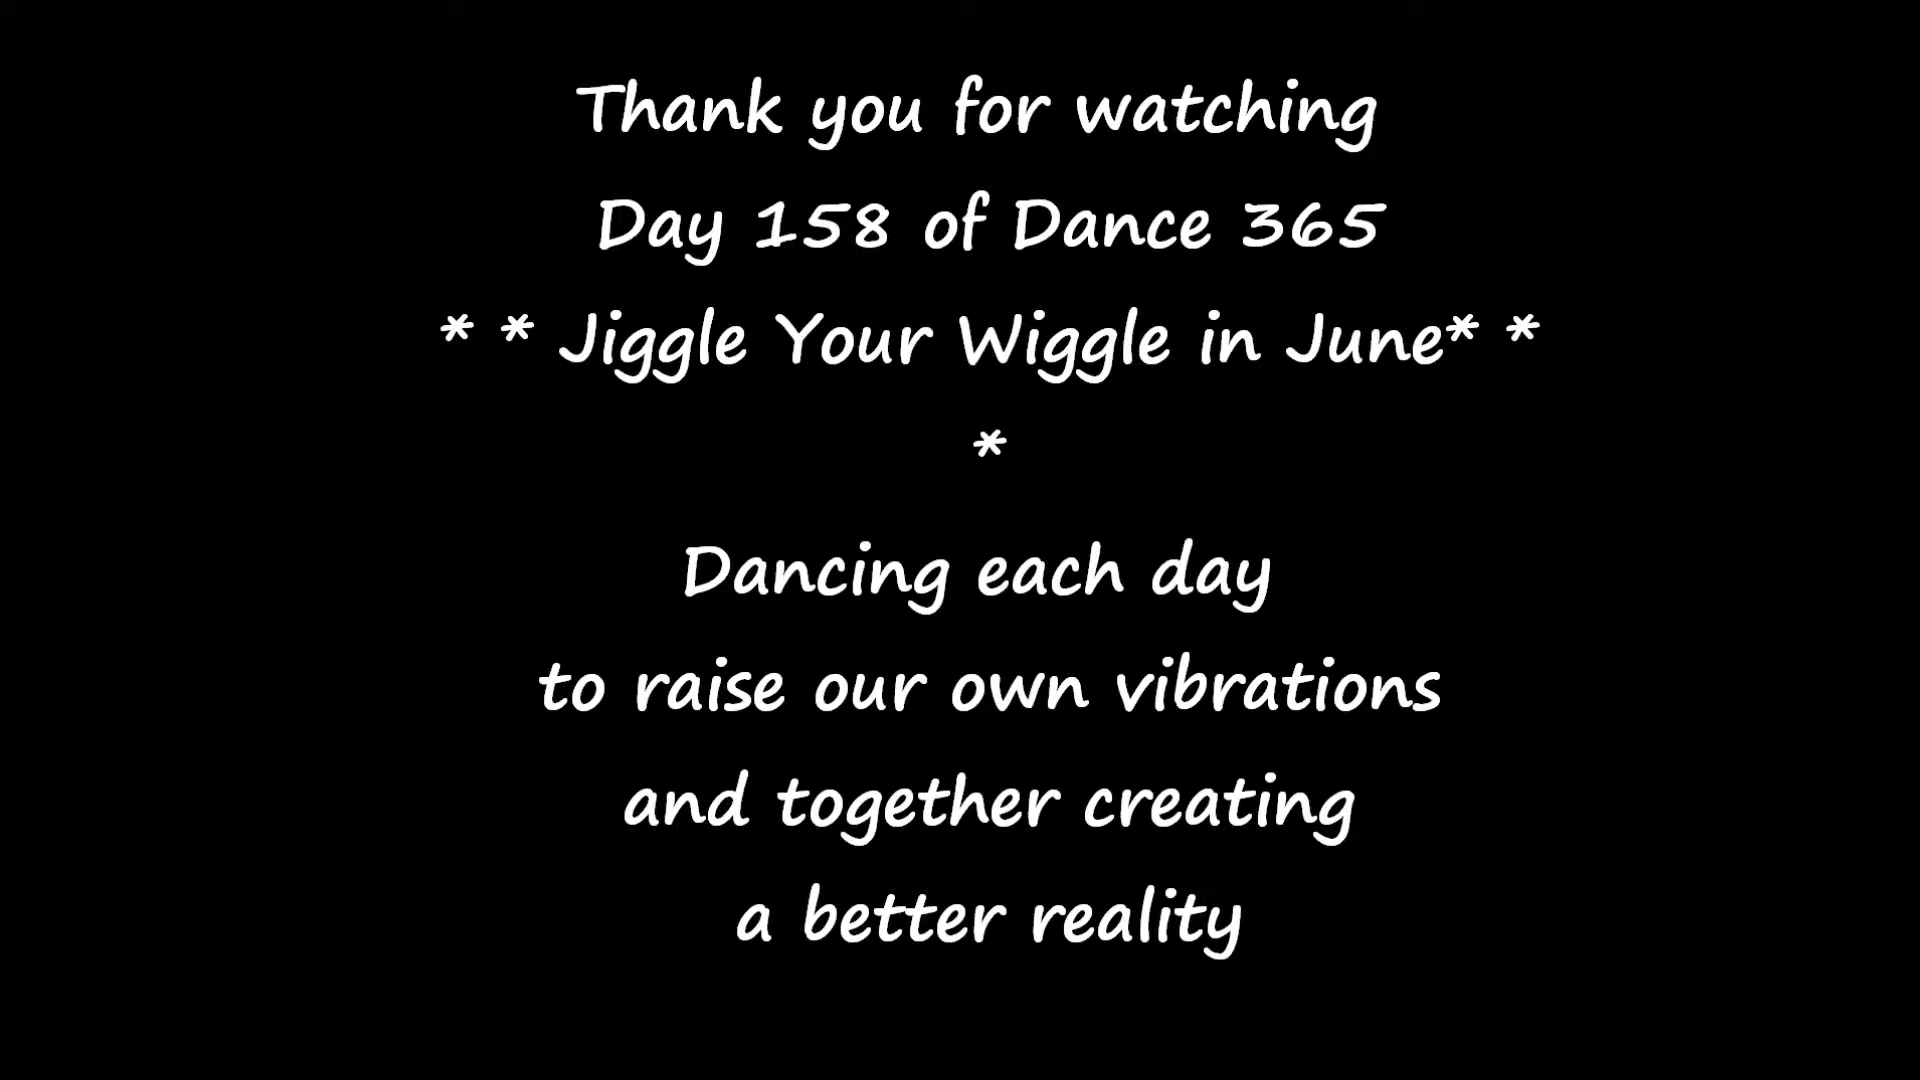 Thank you for watching
Day 158 of Dance 365
* * Jiggle Your Wiggle in June* *
*
Dancing each day
to raise our own vibrations
and together creating
a better reality